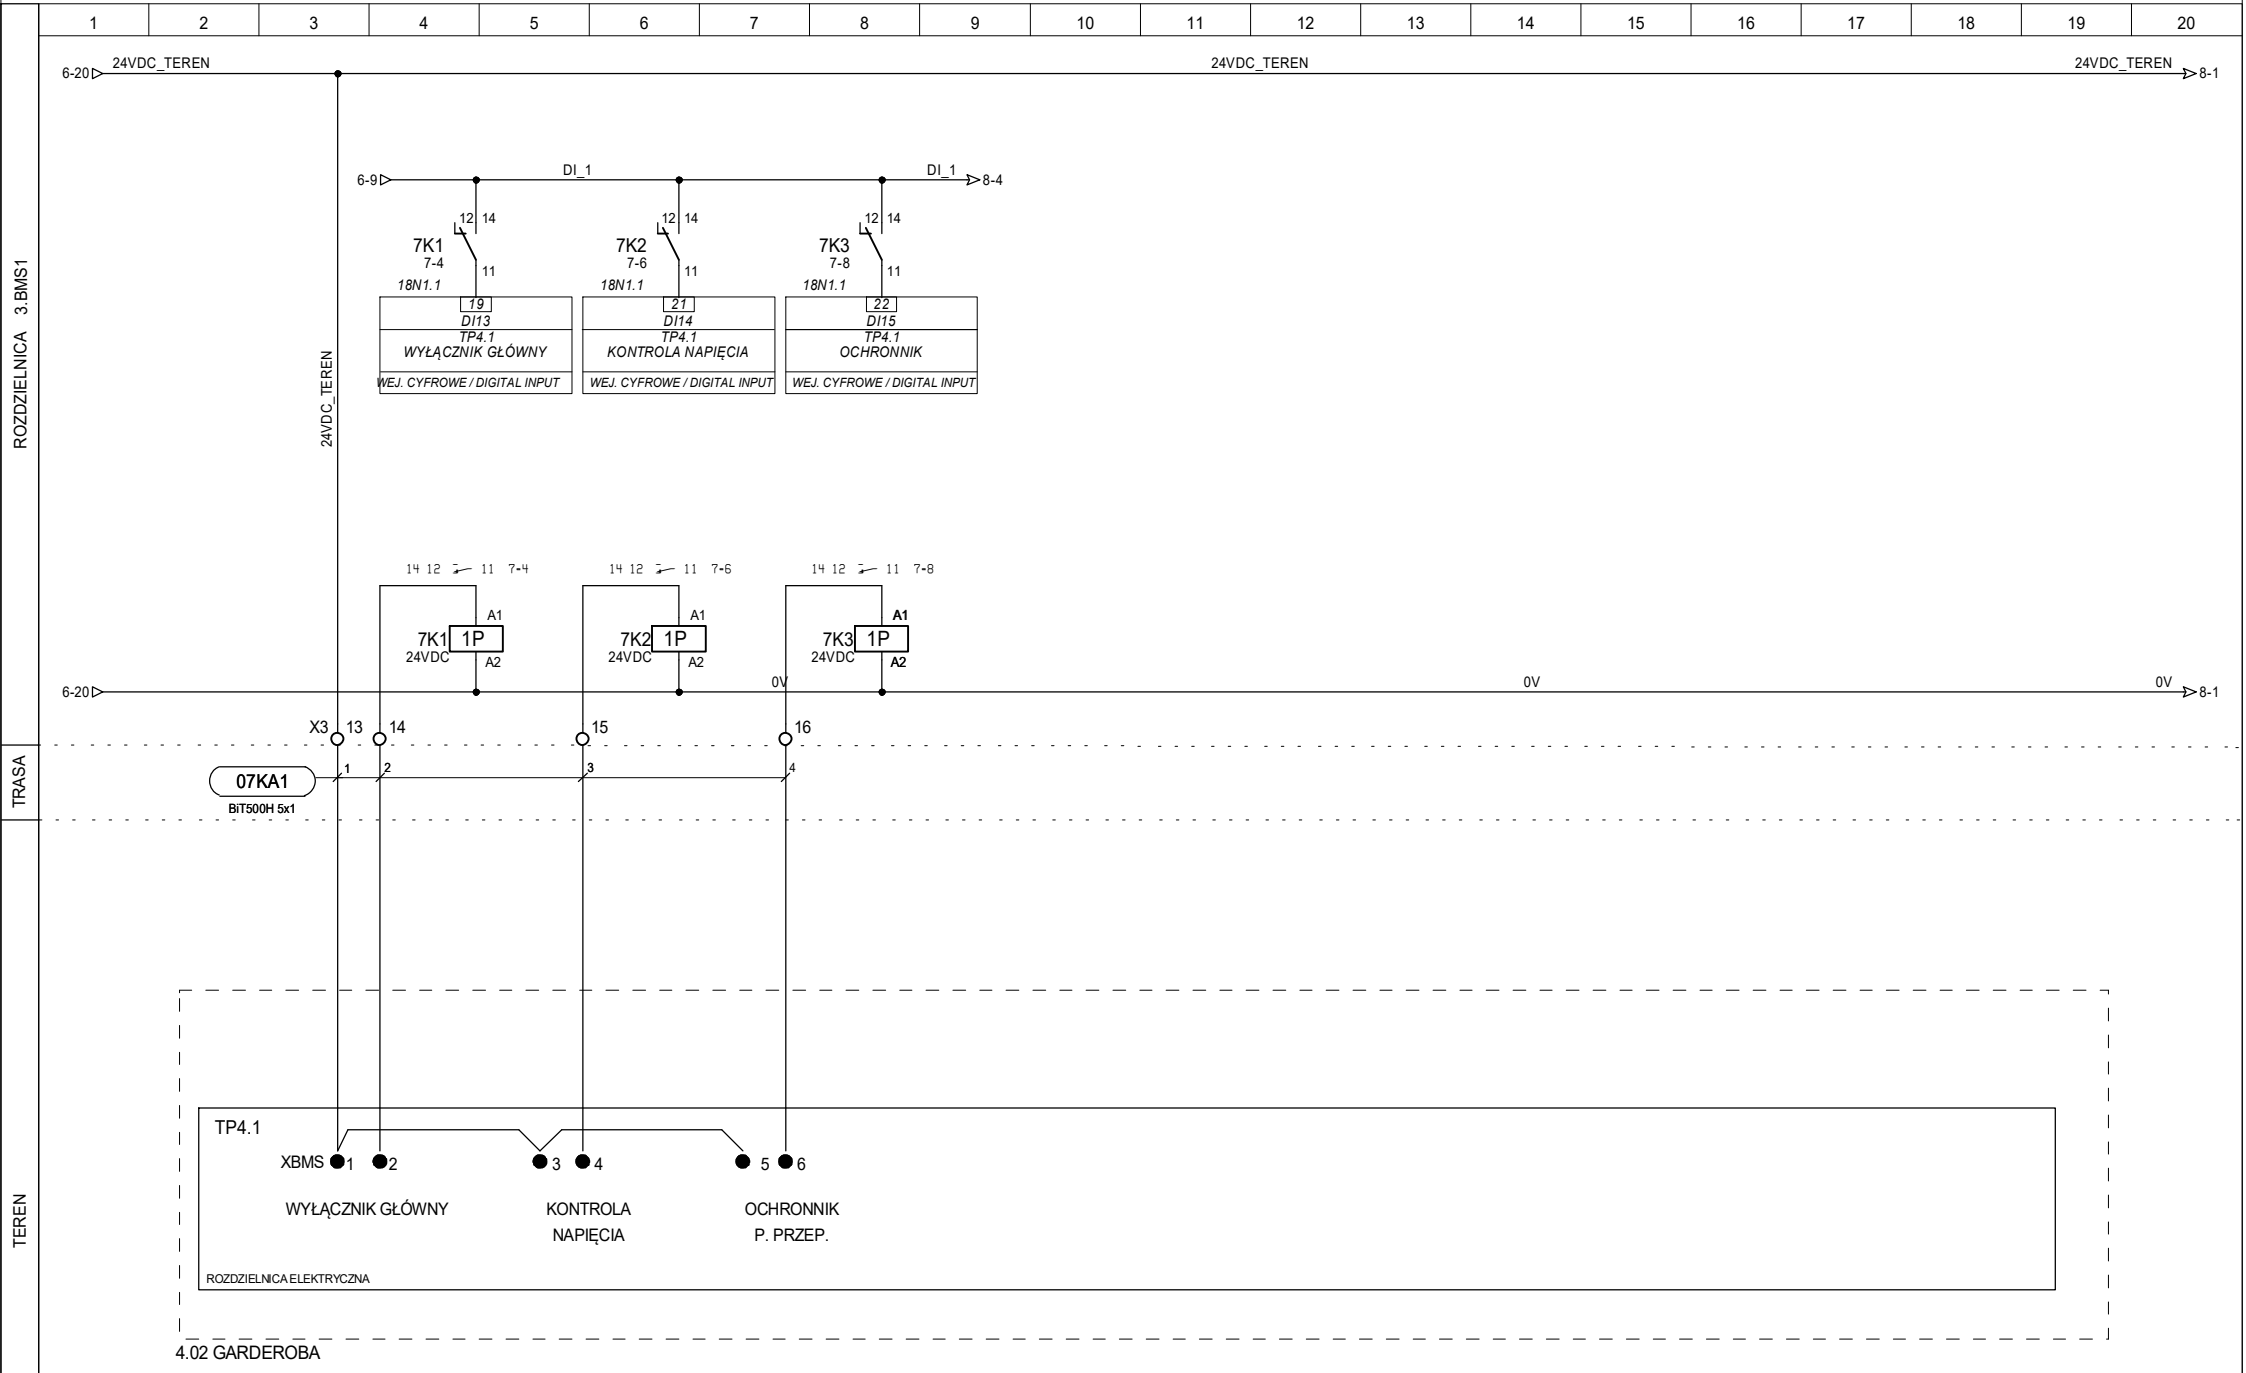 1 2 3 4 5 6 7 8 9 10 11 12 13 14 15 16 17 18 19 20
6-20 24VDC_TEREN 24VDC_TEREN 24VDC_TEREN 8-1
6-9 DI_1 DI_1 8-4
12 14 12 14 12 14
7K1 7K2 7K3
7-4 7-6 7-8
11 11 11
18N1.1 18N1.1 18N1.1
19 21 22
DI13 DI14 DI15
TP4.1 TP4.1 TP4.1
WYŁĄCZNIK GŁÓWNY KONTROLA NAPIĘCIA OCHRONNIK
WEJ. CYFROWE / DIGITAL INPUT WEJ. CYFROWE / DIGITAL INPUT WEJ. CYFROWE / DIGITAL INPUT
ROZDZIELNICA 3.BMS1
24VDC_TEREN
14 12 11 7-4 14 12 11 7-6 14 12 11 7-8
A1 A1 A1
7K1 1P 7K2 1P 7K3 1P
24VDC A2 24VDC A2 24VDC A2
6-20 0V 0V 0V 8-1
X3 13 14 15 16
TRASA
1 2 3 4
07KA1
BiT500H 5x1
TP4.1
XBMS 1 2 3 4 5 6
WYŁĄCZNIK GŁÓWNY KONTROLA OCHRONNIK
NAPIĘCIA P. PRZEP.
TEREN
ROZDZIELNICA ELEKTRYCZNA
4.02 GARDEROBA